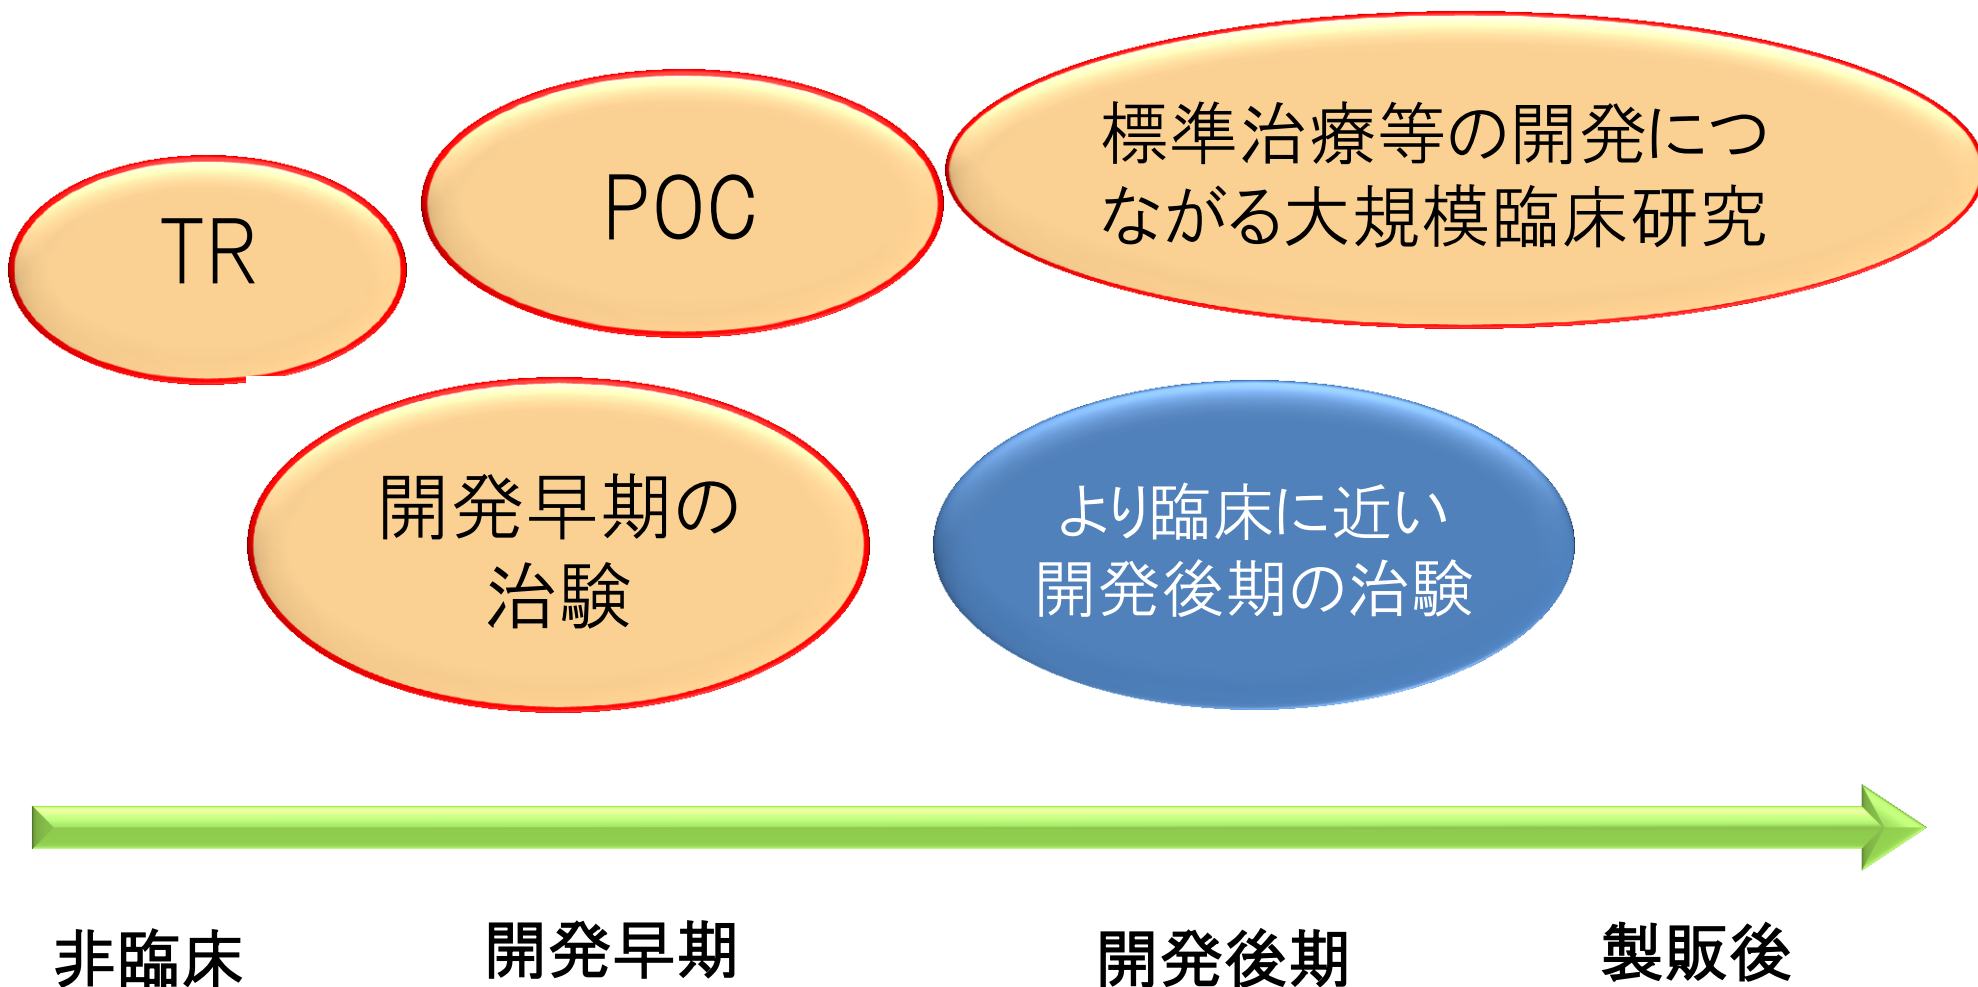 TR
POC
標準治療等の開発につ
ながる大規模臨床研究
開発早期の
治験
より臨床に近い
開発後期の治験
非臨床
開発早期
開発後期
製販後